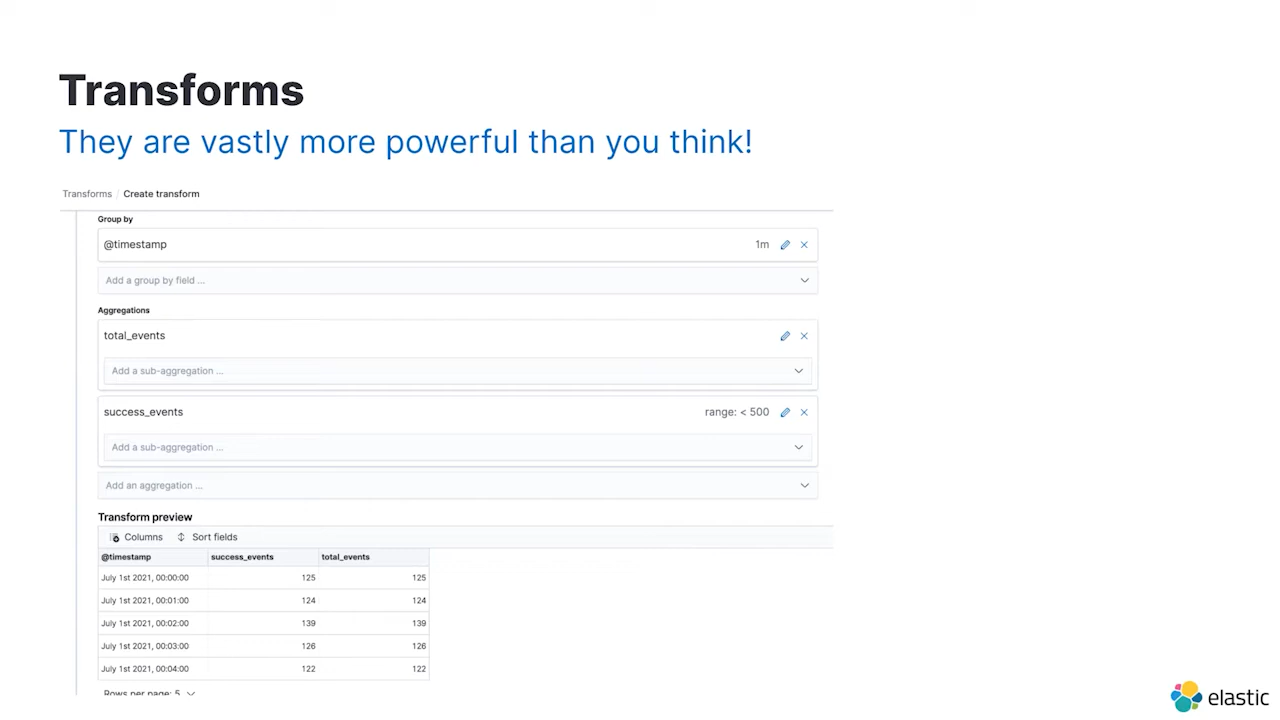 Transforms
They are vastly more powerful than you think!
Transforms / Create transform
Group by
@timestamp 1m
Add a group by field ...
Aggregations
total_events
Add a sub-aggregation ...
success_events range: < 500
Add a sub-aggregation ...
Add an aggregation ...
Transform preview
Columns Sort fields
@timestamp success_events total_events
July 1st 2021, 00:00:00 125 125
July 1st 2021, 00:01:00 124 124
July 1st 2021, 00:02:00 139 139
July 1st 2021, 00:03:00 126 126
July 1st 2021, 00:04:00 122 122
Rows per page: 5
elastic